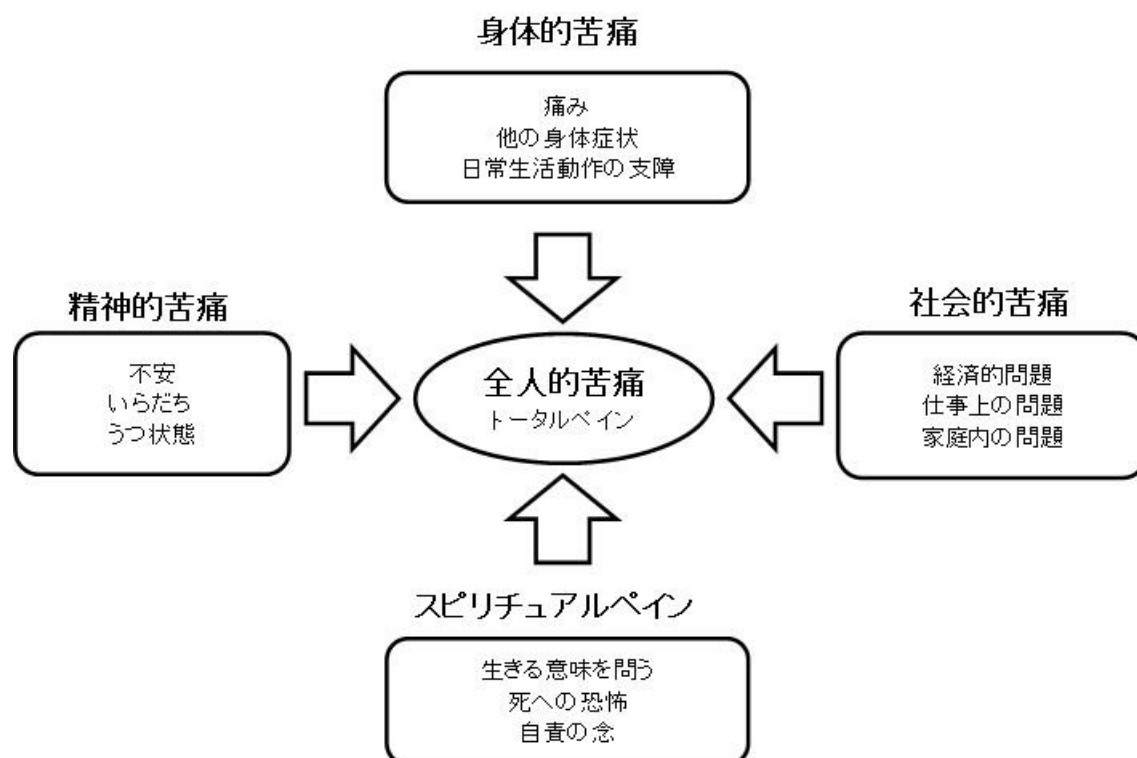 身体的苦痛
痛み
他の身体症状
日常生活動作の支障
精神的苦痛
不安
いらだち
うつ状態
全人的苦痛
トータルペイン
社会的苦痛
経済的問題
仕事上の問題
家庭内の問題
スピリチュアルペイン
生きる意味を問う
死への恐怖
自責の念